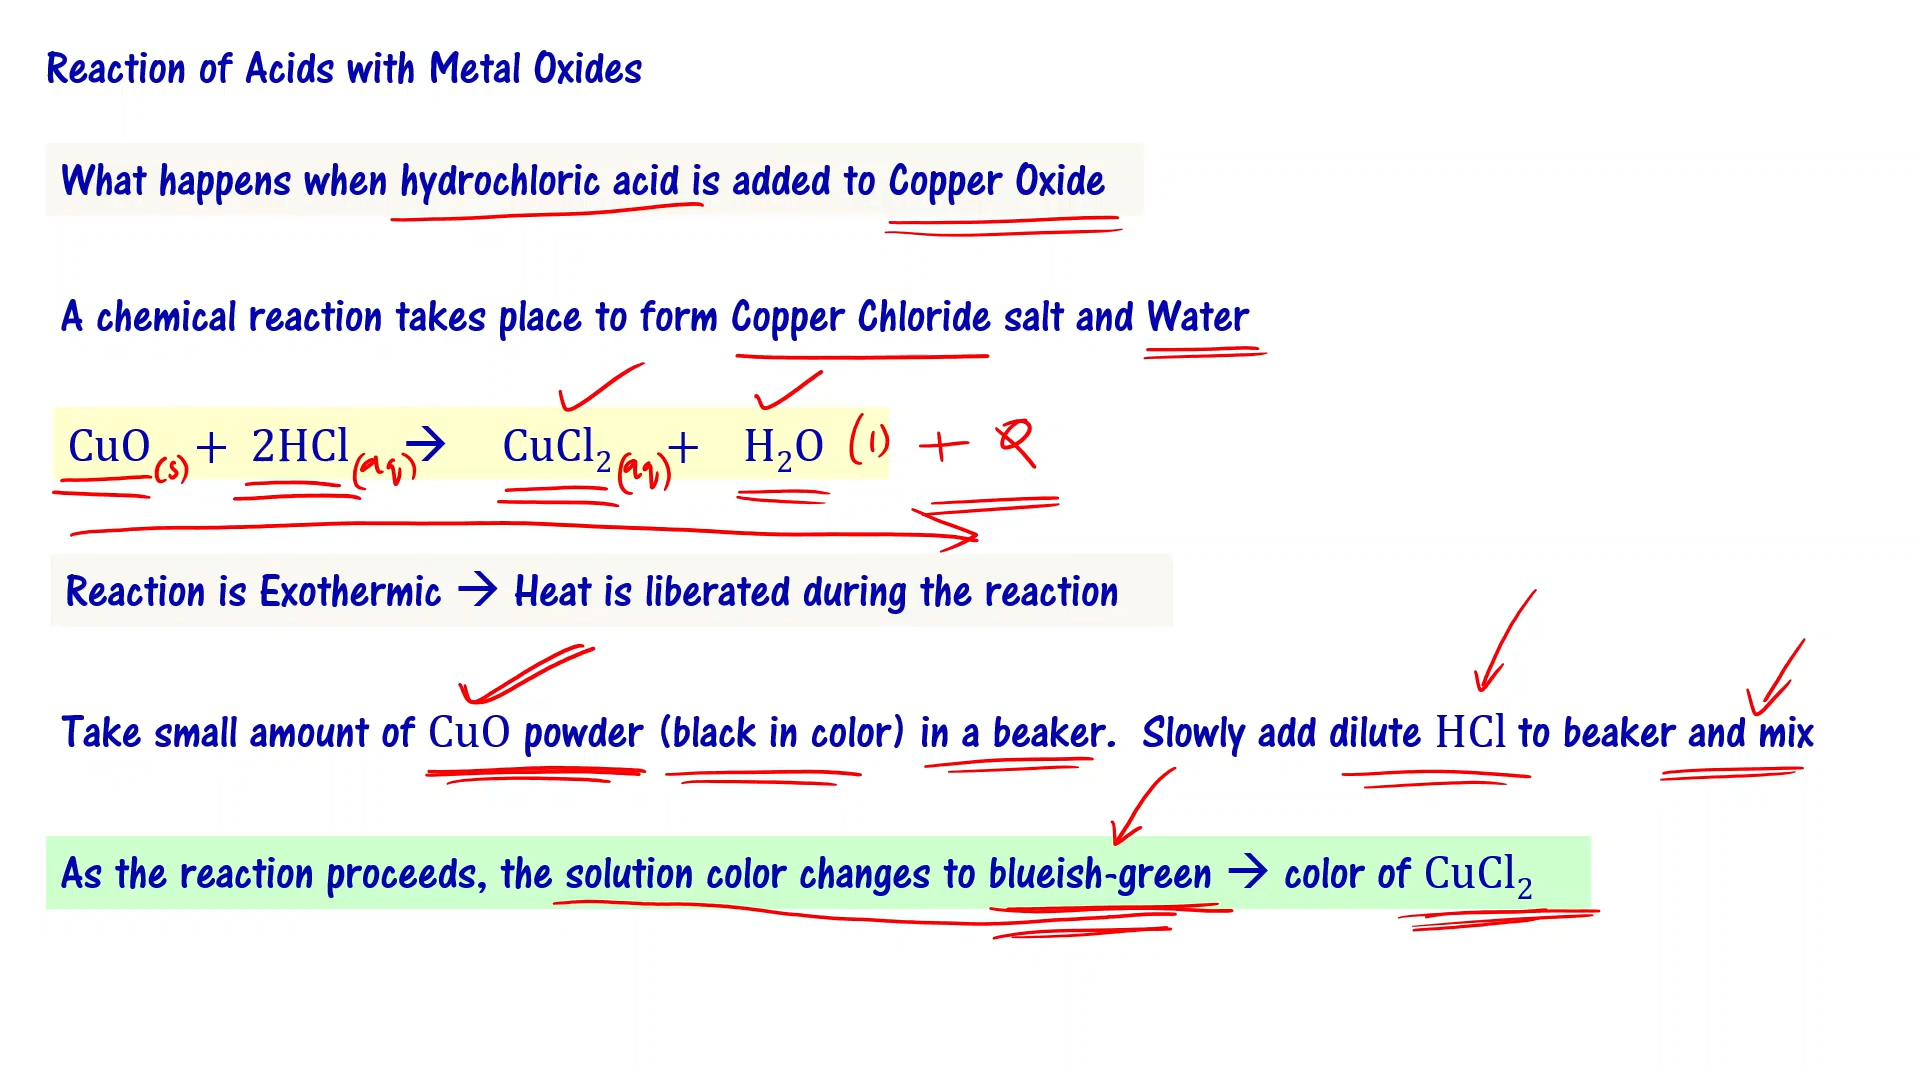 Reaction of Acids with Metal Oxides
What happens when hydrochloric acid is added to Copper Oxide
A chemical reaction takes place to form Copper Chloride salt and Water
CuO(s) + 2HCl(aq) → CuCl₂(aq) + H₂O (l) + Q
Reaction is Exothermic → Heat is liberated during the reaction
Take small amount of CuO powder (black in color) in a beaker. Slowly add dilute HCl to beaker and mix
As the reaction proceeds, the solution color changes to blueish-green → color of CuCl₂